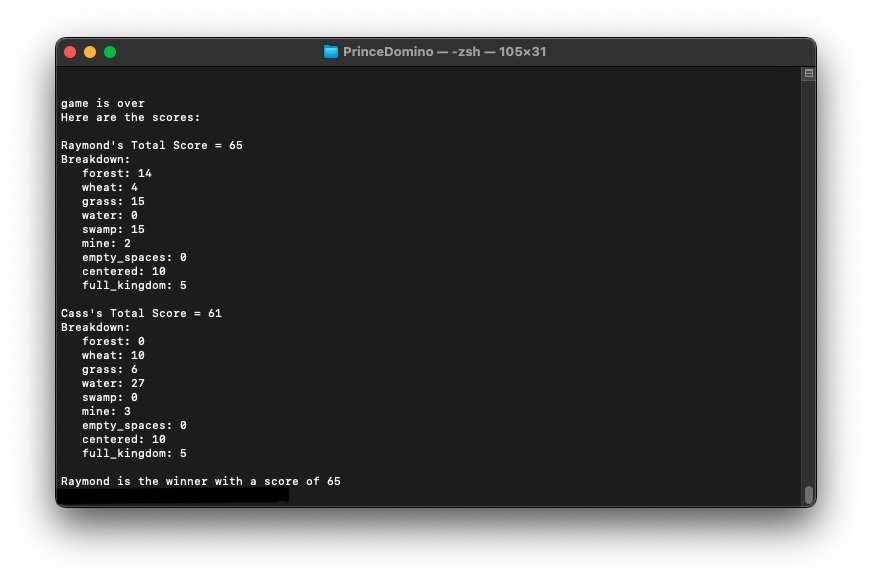 PrinceDomino — -zsh — 105×31
game is over
Here are the scores:
Raymond's Total Score = 65
Breakdown:
forest: 14
wheat: 4
grass: 15
water: 0
swamp: 15
mine: 2
empty_spaces: 0
centered: 10
full_kingdom: 5
Cass's Total Score = 61
Breakdown:
forest: 0
wheat: 10
grass: 6
water: 27
swamp: 0
mine: 3
empty_spaces: 0
centered: 10
full_kingdom: 5
Raymond is the winner with a score of 65